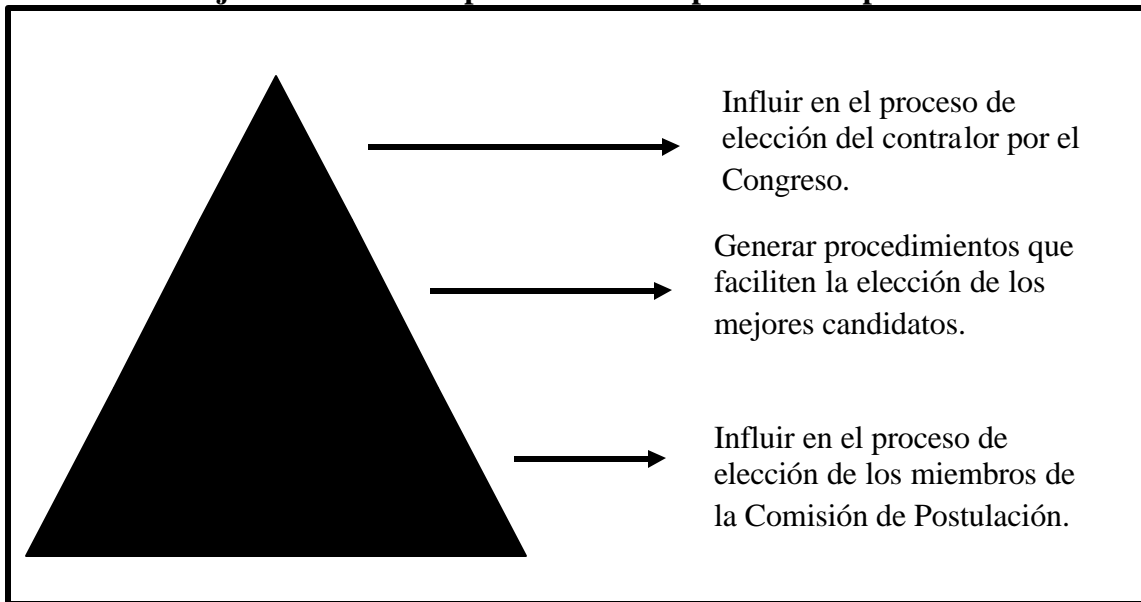 Influir en el proceso de
elección del contralor por el
Congreso.
Generar procedimientos que
faciliten la elección de los
mejores candidatos.
Influir en el proceso de
elección de los miembros de
la Comisión de Postulación.